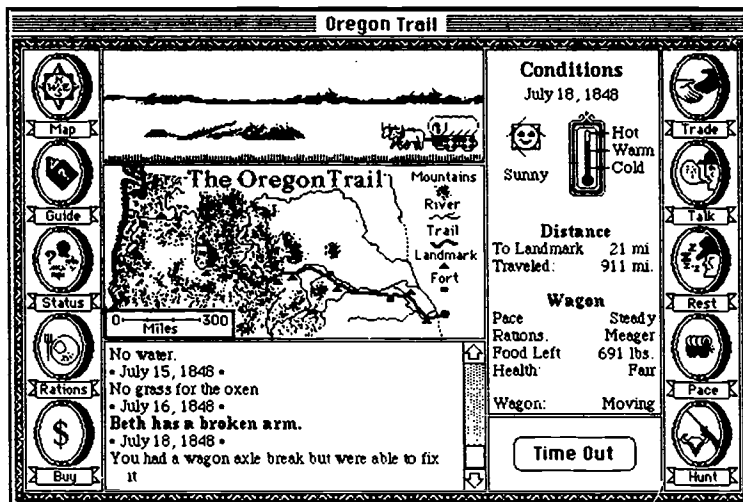 Oregon Trail
Map
Guide
Status
Rations
Buy
The Oregon Trail
Mountains
River
Trail
Landmark
Fort
0 300
Miles
No water.
• July 15, 1848 •
No grass for the oxen
• July 16, 1848 •
Beth has a broken arm.
• July 18, 1848 •
You had a wagon axle break but were able to fix
it
Conditions
July 18, 1848
Sunny
Hot
Warm
Cold
Distance
To Landmark 21 mi
Traveled: 911 mi.
Wagon
Pace Steady
Rations. Meager
Food Left 691 lbs.
Health: Fair
Wagon: Moving
Time Out
Trade
Talk
Rest
Pace
Hunt